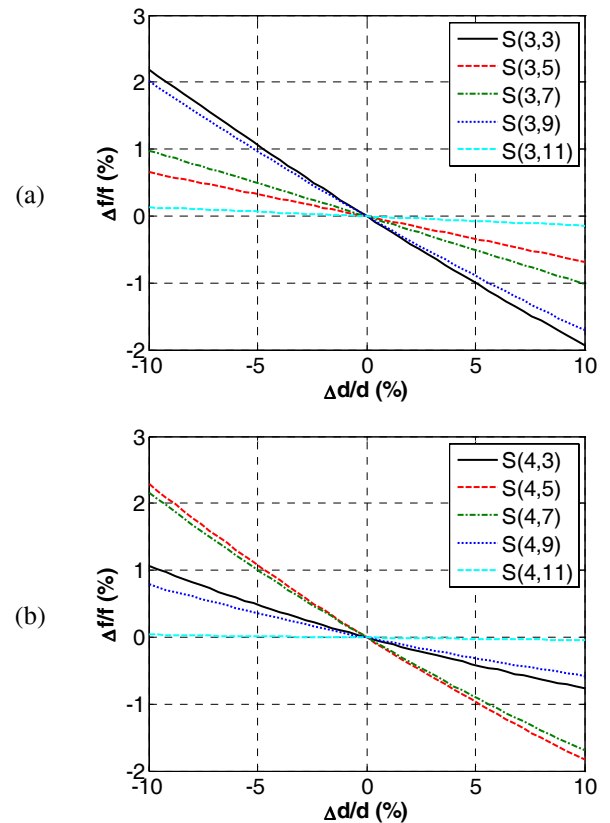 (a)
Δf/f (%)
3
2
1
0
-1
-2
-10
-5
0
5
10
Δd/d (%)
S(3,3)
S(3,5)
S(3,7)
S(3,9)
S(3,11)
(b)
Δf/f (%)
3
2
1
0
-1
-2
-10
-5
0
5
10
Δd/d (%)
S(4,3)
S(4,5)
S(4,7)
S(4,9)
S(4,11)